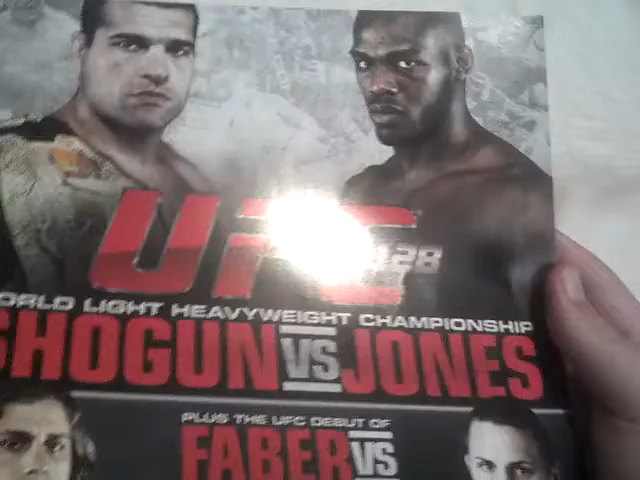 UFC 128
ORLD LIGHT HEAVYWEIGHT CHAMPIONSHIP
SHOGUN VS JONES
PLUS THE UFC DEBUT OF
FABER VS